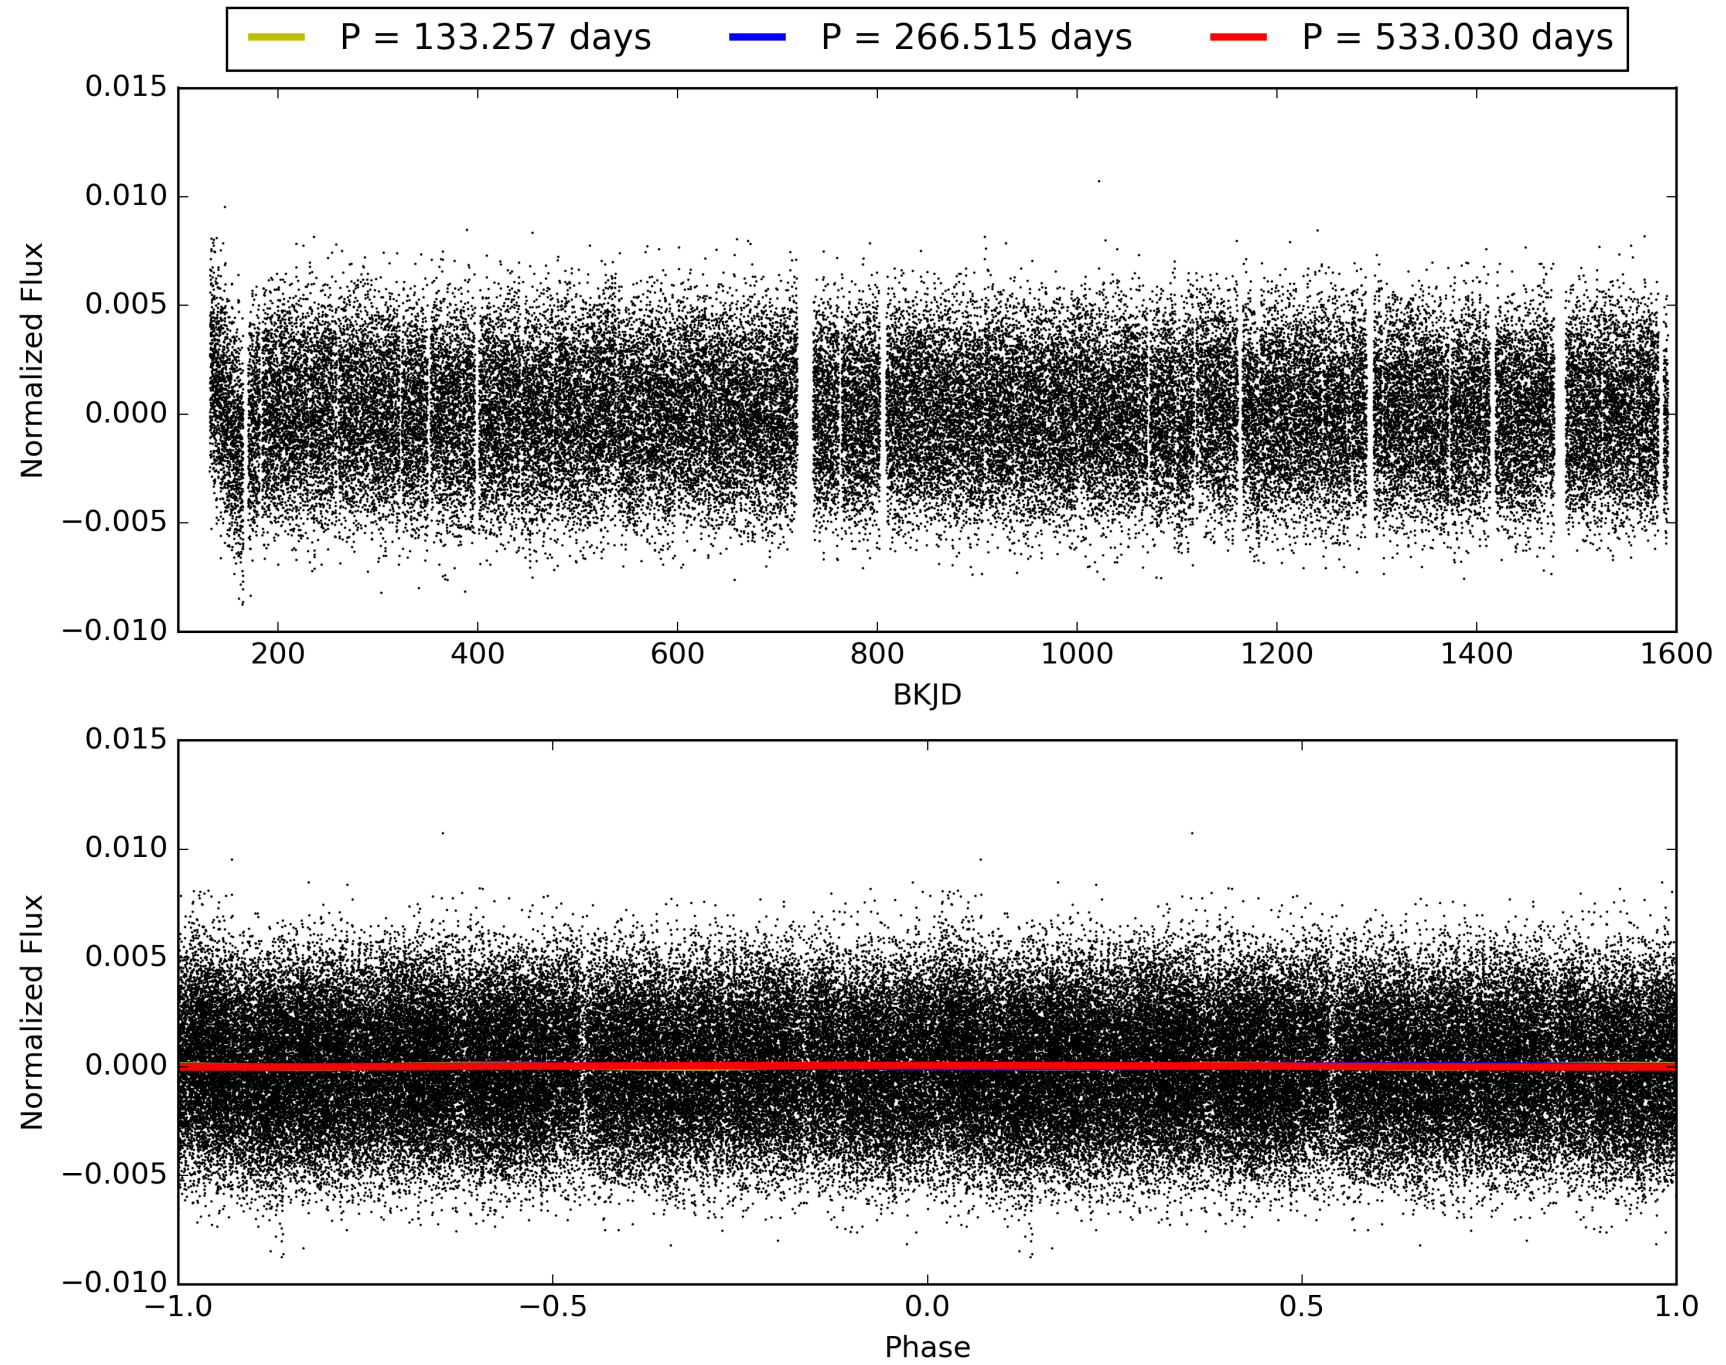 P = 133.257 days P = 266.515 days P = 533.030 days
0.015
0.010
0.005
0.000
−0.005
−0.010
Normalized Flux
200 400 600 800 1000 1200 1400 1600
BKJD
0.015
0.010
0.005
0.000
−0.005
−0.010
Normalized Flux
−1.0 −0.5 0.0 0.5 1.0
Phase